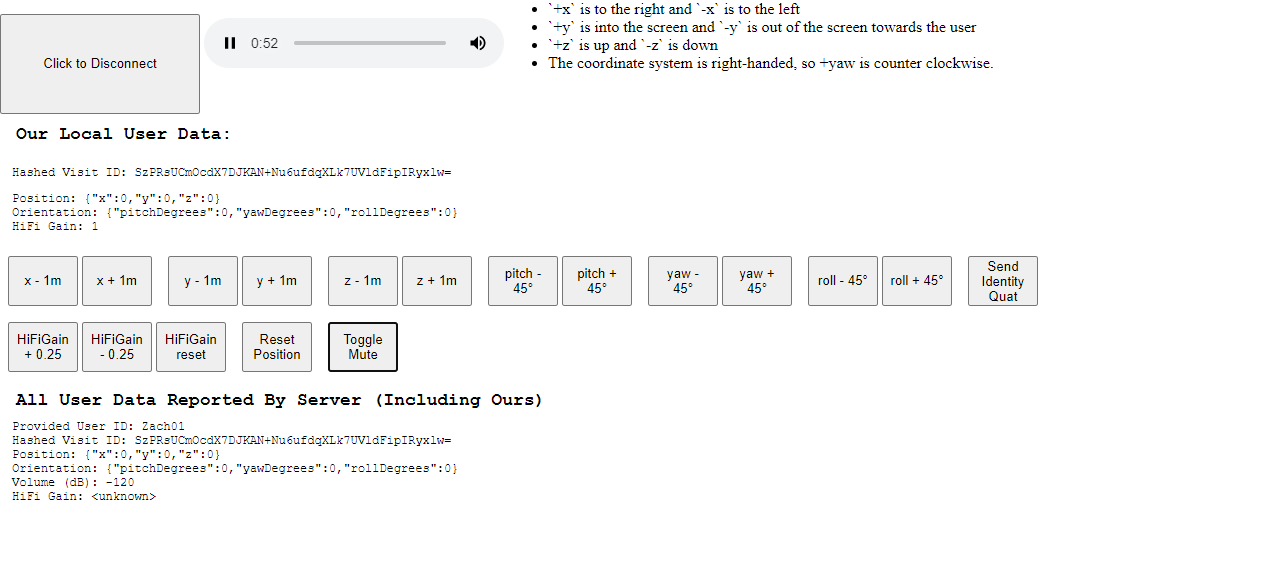 Click to Disconnect
0:52
`+x` is to the right and `-x` is to the left
`+y` is into the screen and `-y` is out of the screen towards the user
`+z` is up and `-z` is down
The coordinate system is right-handed, so +yaw is counter clockwise.
Our Local User Data:
Hashed Visit ID: SzPRsUCmOcdX7DJKAN+Nu6ufdqXLk7UVldFipIRyxlw=
Position: {"x":0,"y":0,"z":0}
Orientation: {"pitchDegrees":0,"yawDegrees":0,"rollDegrees":0}
HiFi Gain: 1
x - 1m
x + 1m
y - 1m
y + 1m
z - 1m
z + 1m
pitch -
45°
pitch +
45°
yaw -
45°
yaw +
45°
roll - 45°
roll + 45°
Send
Identity
Quat
HiFiGain
+ 0.25
HiFiGain
- 0.25
HiFiGain
reset
Reset
Position
Toggle
Mute
All User Data Reported By Server (Including Ours)
Provided User ID: Zach01
Hashed Visit ID: SzPRsUCmOcdX7DJKAN+Nu6ufdqXLk7UVldFipIRyxlw=
Position: {"x":0,"y":0,"z":0}
Orientation: {"pitchDegrees":0,"yawDegrees":0,"rollDegrees":0}
Volume (dB): -120
HiFi Gain: <unknown>